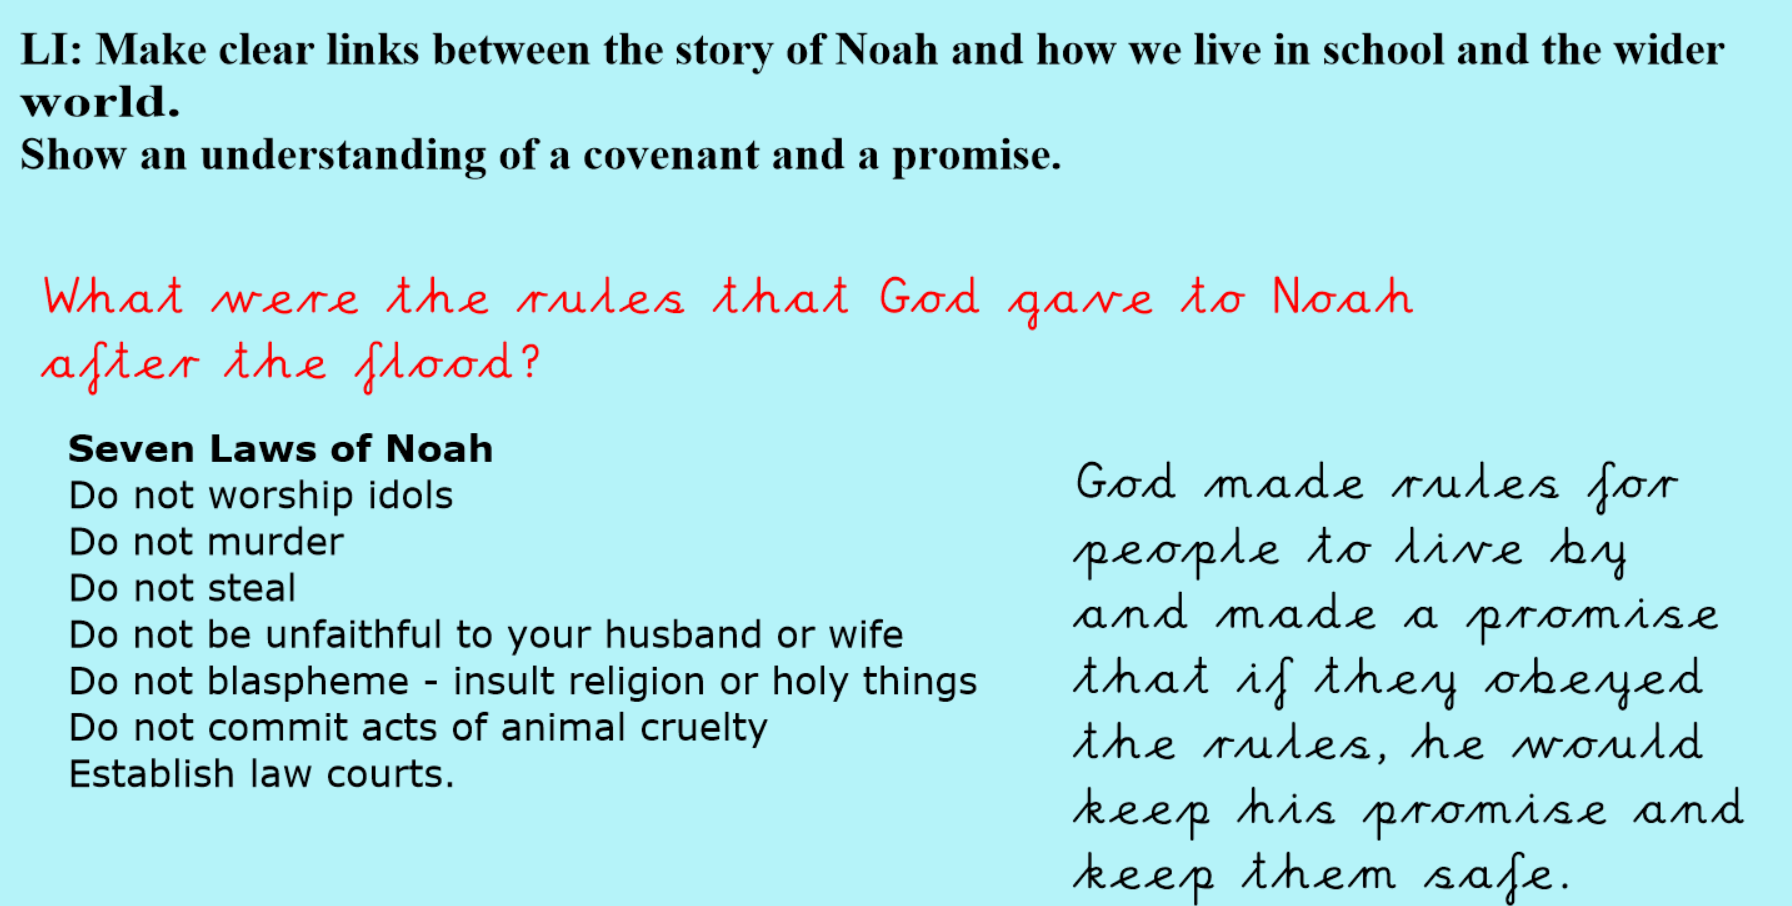 LI: Make clear links between the story of Noah and how we live in school and the wider
world.
Show an understanding of a covenant and a promise.
What were the rules that God gave to Noah
after the flood?
Seven Laws of Noah
Do not worship idols
Do not murder
Do not steal
Do not be unfaithful to your husband or wife
Do not blaspheme - insult religion or holy things
Do not commit acts of animal cruelty
Establish law courts.
God made rules for
people to live by
and made a promise
that if they obeyed
the rules, he would
keep his promise and
keep them safe.